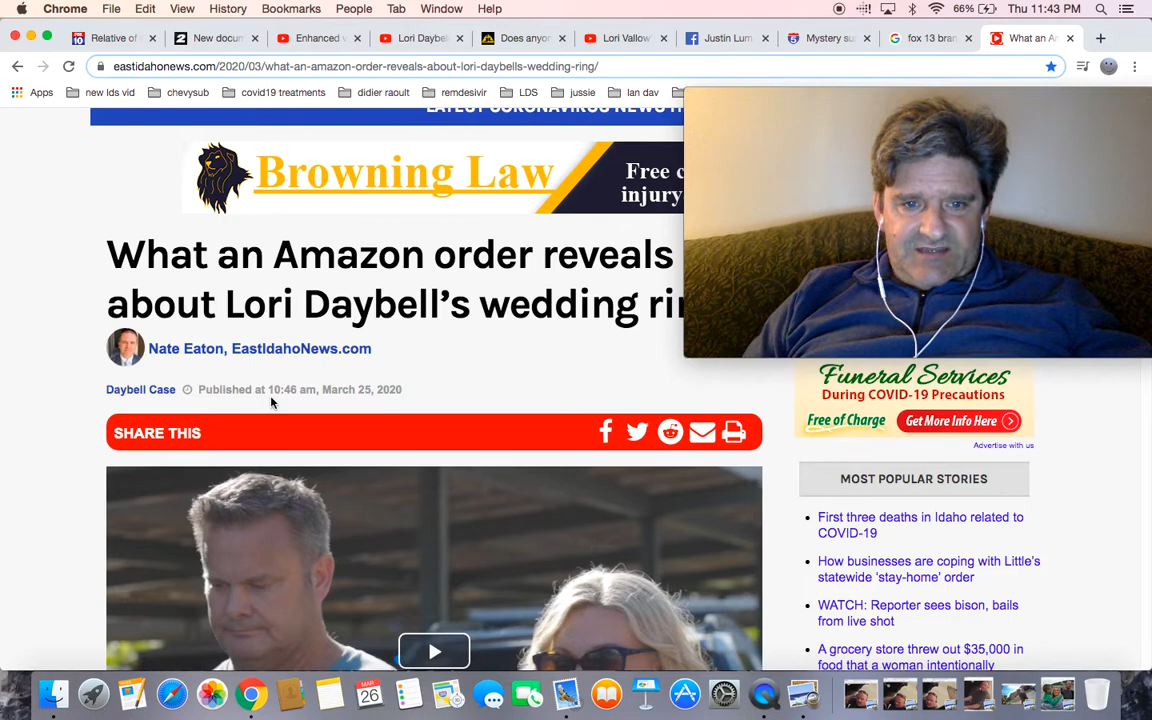 Chrome File Edit View History Bookmarks People Tab Window Help 66% Thu 11:43 PM
Relative of New docum Enhanced v Lori Daybel Does anyon Lori Vallow Justin Lum Mystery su fox 13 bran What an An
eastidahonews.com/2020/03/what-an-amazon-order-reveals-about-lori-daybells-wedding-ring/
Apps new lds vid chevysub covid19 treatments didier raoult remdesivir LDS jussie Ian dav
Browning Law
Free c
injury
What an Amazon order reveals
about Lori Daybell's wedding rin
Nate Eaton, EastIdahoNews.com
Daybell Case Published at 10:46 am, March 25, 2020
SHARE THIS
Funeral Services
During COVID-19 Precautions
Free of Charge Get More Info Here
Advertise with us
MOST POPULAR STORIES
First three deaths in Idaho related to
COVID-19
How businesses are coping with Little's
statewide 'stay-home' order
WATCH: Reporter sees bison, bails
from live shot
A grocery store threw out $35,000 in
food that a woman intentionally
MAR
26